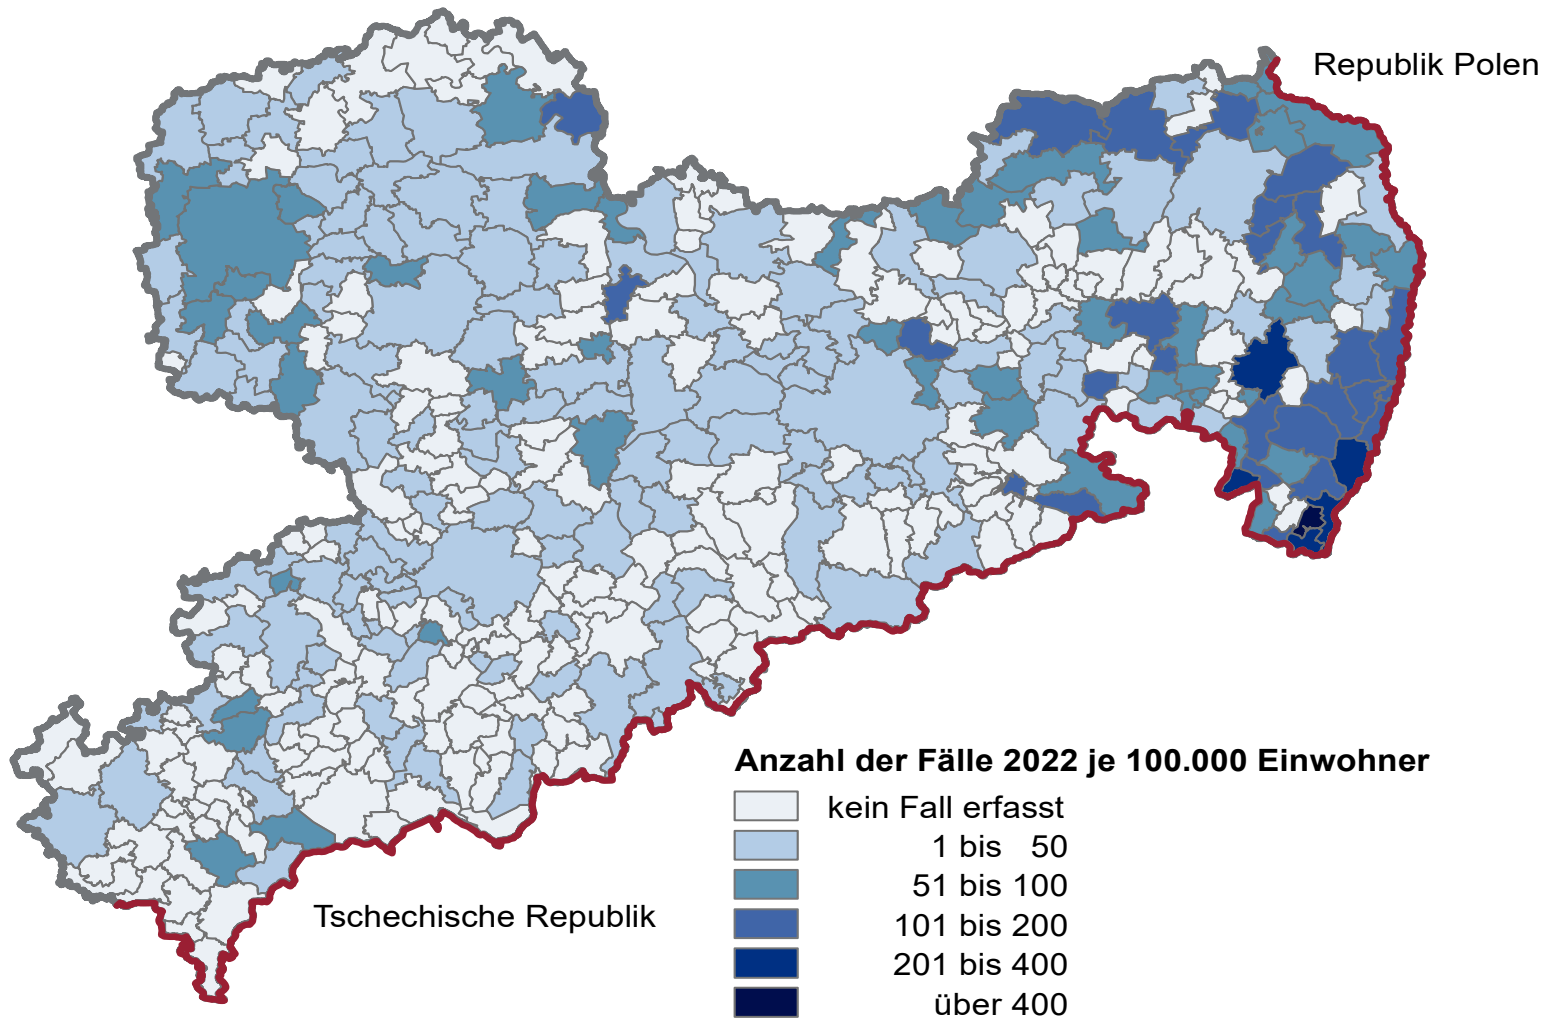 Republik Polen
Anzahl der Fälle 2022 je 100.000 Einwohner
kein Fall erfasst
1 bis 50
51 bis 100
101 bis 200
201 bis 400
über 400
Tschechische Republik